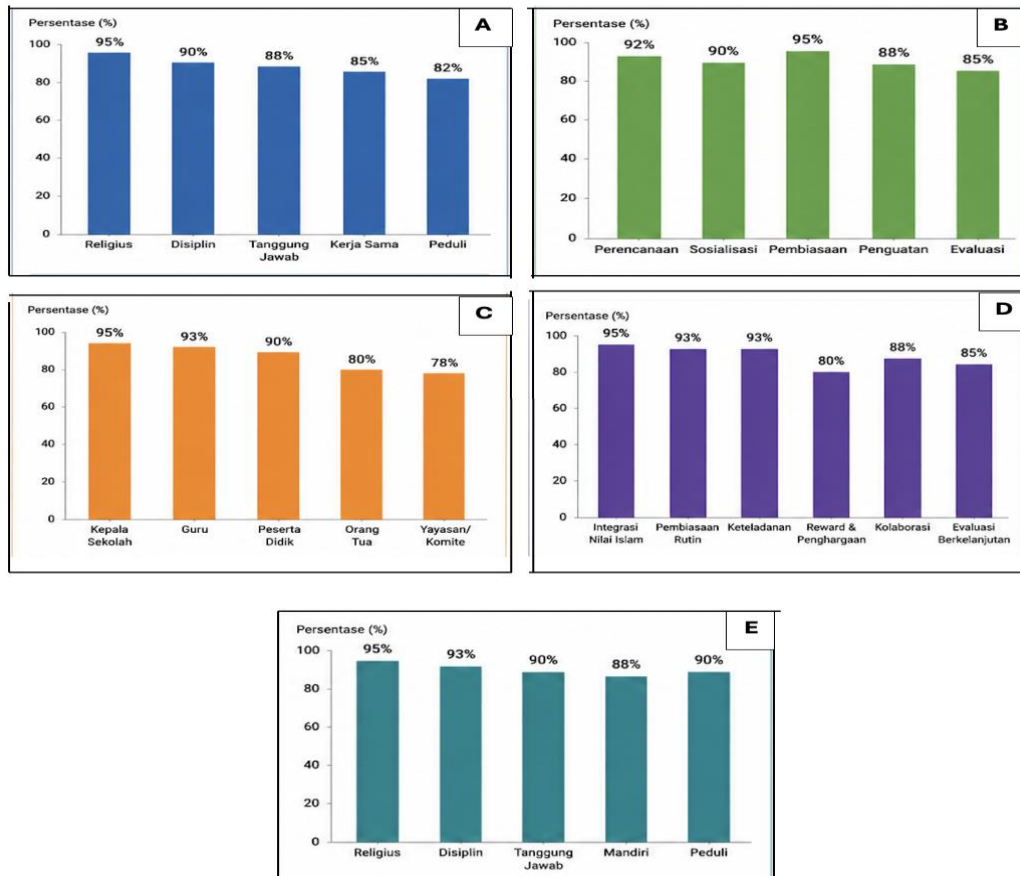 Persentase (%)
A
100
80
60
40
20
0
95%
90%
88%
85%
82%
Religius
Disiplin
Tanggung
Jawab
Kerja Sama
Peduli
Persentase (%)
B
100
80
60
40
20
0
92%
90%
95%
88%
85%
Perencanaan
Sosialisasi
Pembiasaan
Penguatan
Evaluasi
Persentase (%)
C
100
80
60
40
20
0
95%
93%
90%
80%
78%
Kepala
Sekolah
Guru
Peserta
Didik
Orang
Tua
Yayasan/
Komite
Persentase (%)
D
100
80
60
40
20
0
95%
93%
93%
80%
88%
85%
Integrasi
Nilai Islam
Pembiasaan
Rutin
Keteladanan
Reward &
Penghargaan
Kolaborasi
Evaluasi
Berkelanjutan
Persentase (%)
E
100
80
60
40
20
0
95%
93%
90%
88%
90%
Religius
Disiplin
Tanggung
Jawab
Mandiri
Peduli